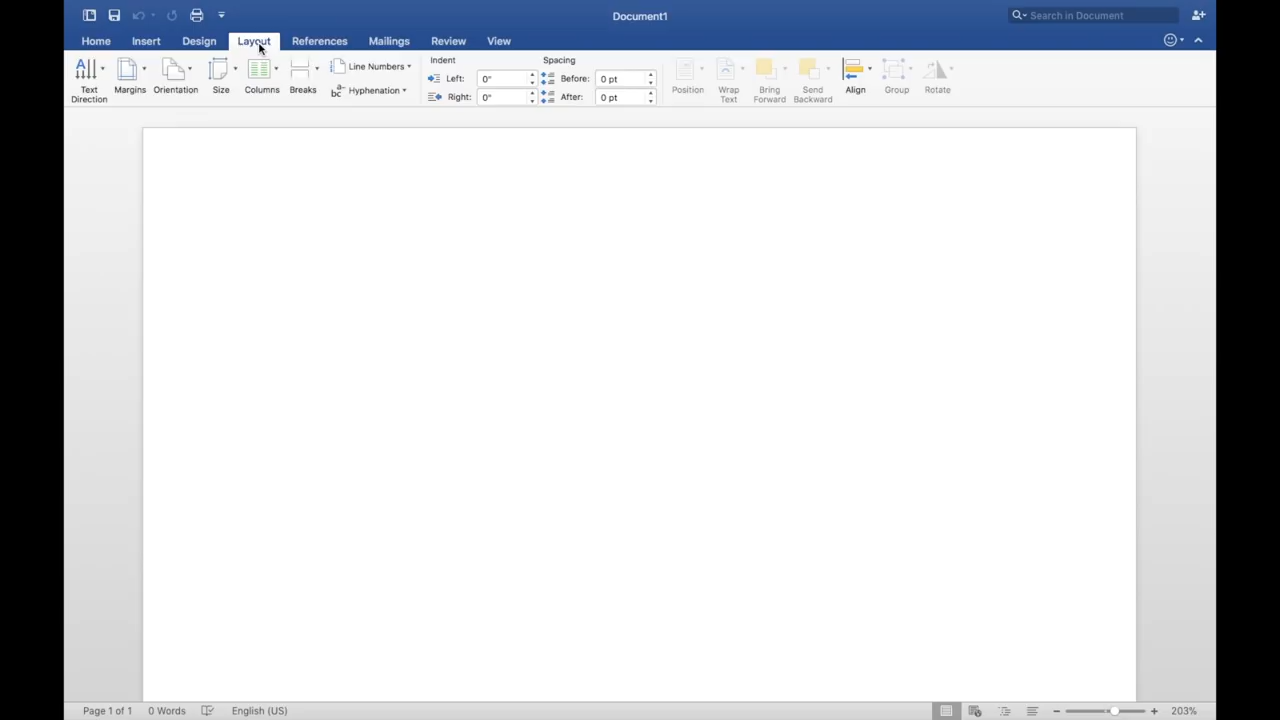 Document1
Search in Document
Home Insert Design Layout References Mailings Review View
Text Direction
Margins
Orientation
Size
Columns
Breaks
Line Numbers
abc Hyphenation
Indent
Left: 0"
Right: 0"
Spacing
Before: 0 pt
After: 0 pt
Position
Wrap Text
Bring Forward
Send Backward
Align
Group
Rotate
Page 1 of 1 0 Words English (US) 203%